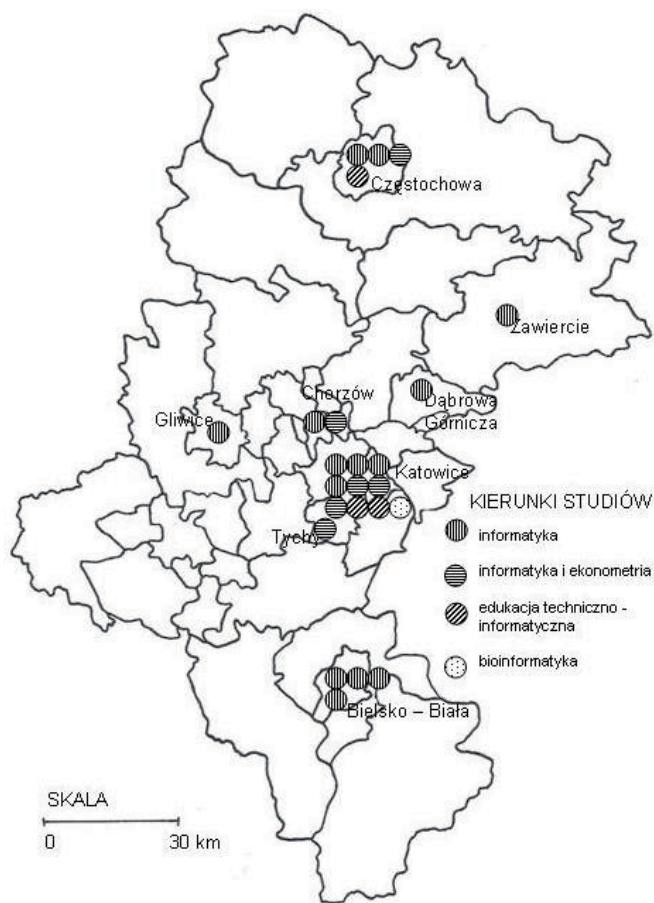 Częstochowa
Zawiercie
Chorzów
Dąbrowa
Górnicza
Gliwice
Katowice
Tychy
Bielsko – Biała
KIERUNKI STUDIÓW
informatyka
informatyka i ekonometria
edukacja techniczno -
informatyczna
bioinformatyka
SKALA
0 30 km